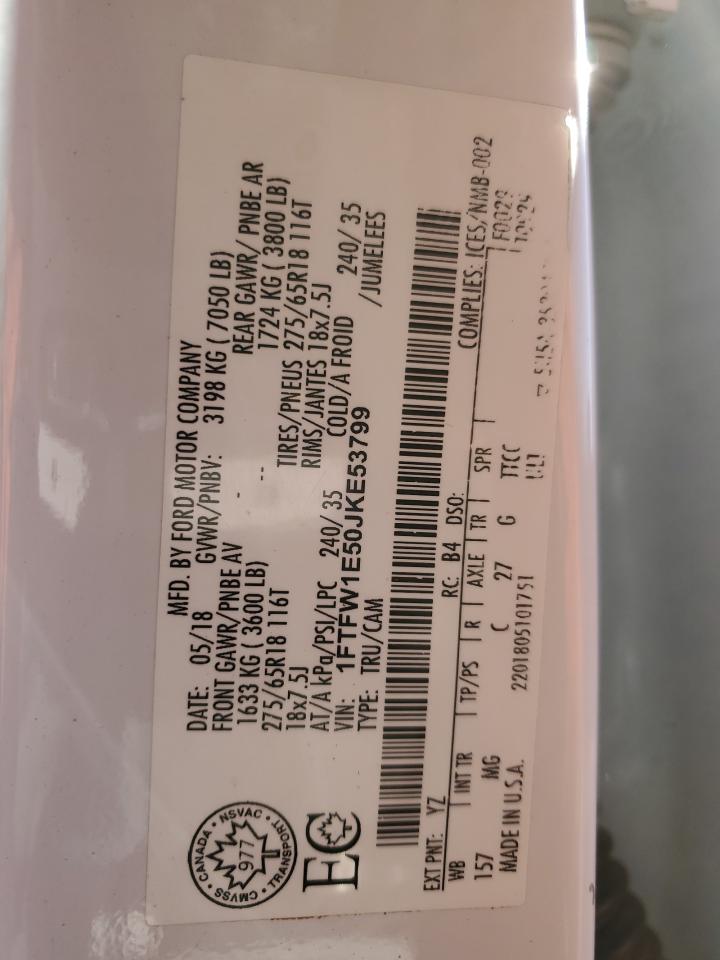 MFD. BY FORD MOTOR COMPANY
DATE: 05/18 GVWR/PNBV: 3198 KG ( 7050 LB)
FRONT GAWR/PNBE AV - REAR GAWR/ PNBE AR
1633 KG ( 3600 LB) -- 1724 KG ( 3800 LB)
275/65R18 116T TIRES/PNEUS 275/65R18 116T
18x7.5J RIMS/JANTES 18x7.5J
AT/A kPa/PSI/LPC 240/ 35 COLD/A FROID 240/ 35
VIN: 1FTFW1E50JKE53799 /JUMELEES
TYPE: TRU/CAM
CANADA • NSVAC • TRANSPORT • CMVSS •
977
EC
EXT PNT: YZ RC: B4 DSO: COMPLIES: ICES/NMB-002
WB INT TR TP/PS R AXLE TR SPR F0029
157 MG C 27 G TTCC
MADE IN U.S.A. 2201805101751